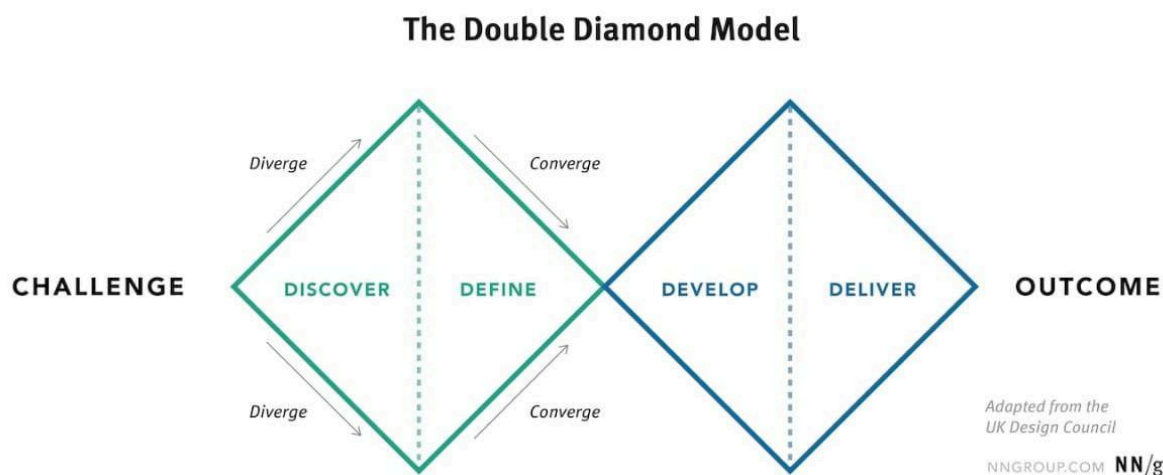 The Double Diamond Model
Diverge
Converge
CHALLENGE
DISCOVER
DEFINE
DEVELOP
DELIVER
OUTCOME
Diverge
Converge
Adapted from the
UK Design Council
NNGROUP.COM NN/g